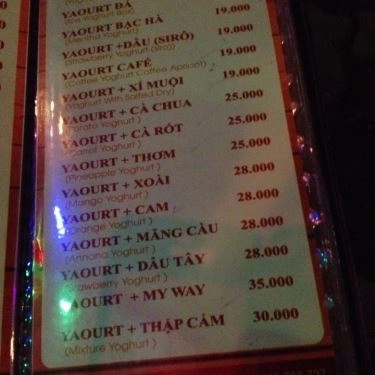 YAOURT ĐÁ 19.000
(Ice Yoghurt Box)
YAOURT BẠC HÀ 19.000
(Mentha Yoghurt)
YAOURT +DÂU (SIRÔ) 19.000
(Strawberry Yoghurt (siro))
YAOURT CAFÉ 19.000
(Coffee Yoghurt Coffee Apricot)
YAOURT + XÍ MUỘI 19.000
(Yoghurt With Salted Dry)
YAOURT + CÀ CHUA 25.000
Yoghurt )
YAOURT + CÀ RỐT 25.000
(Carrot Yoghurt )
YAOURT + THƠM 25.000
(Pineapple Yoghurt )
YAOURT + XOÀI 28.000
(Mango Yoghurt )
YAOURT + CAM 28.000
(Orange Yoghurt )
YAOURT + MÃNG CẦU 28.000
(Annona Yoghurt )
YAOURT + DÂU TÂY 28.000
(Strawberry Yoghurt )
YAOURT + MY WAY 35.000
YAOURT + THẬP CẨM 30.000
(Mixture Yoghurt )